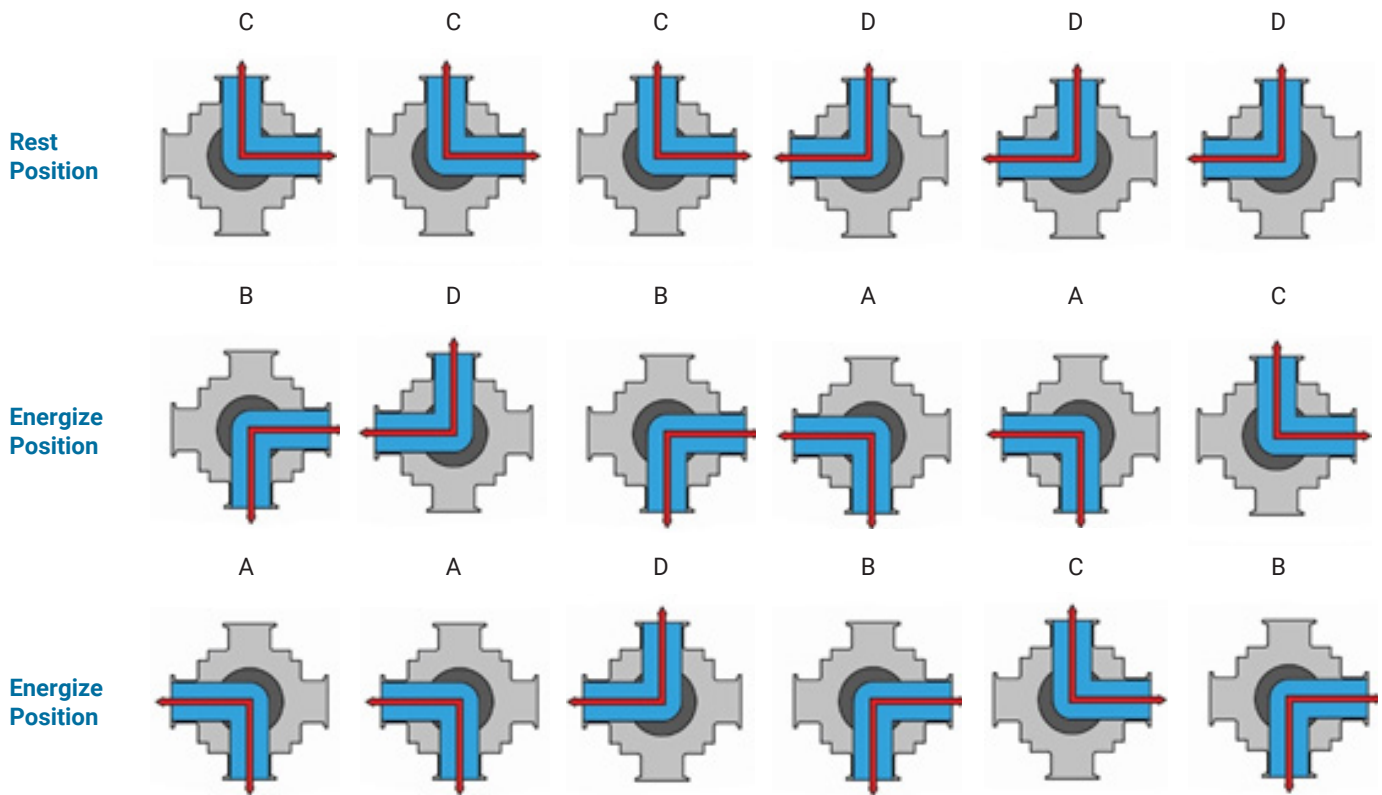 C C C D D D
Rest
Position
B D B A A C
Energize
Position
A A D B C B
Energize
Position